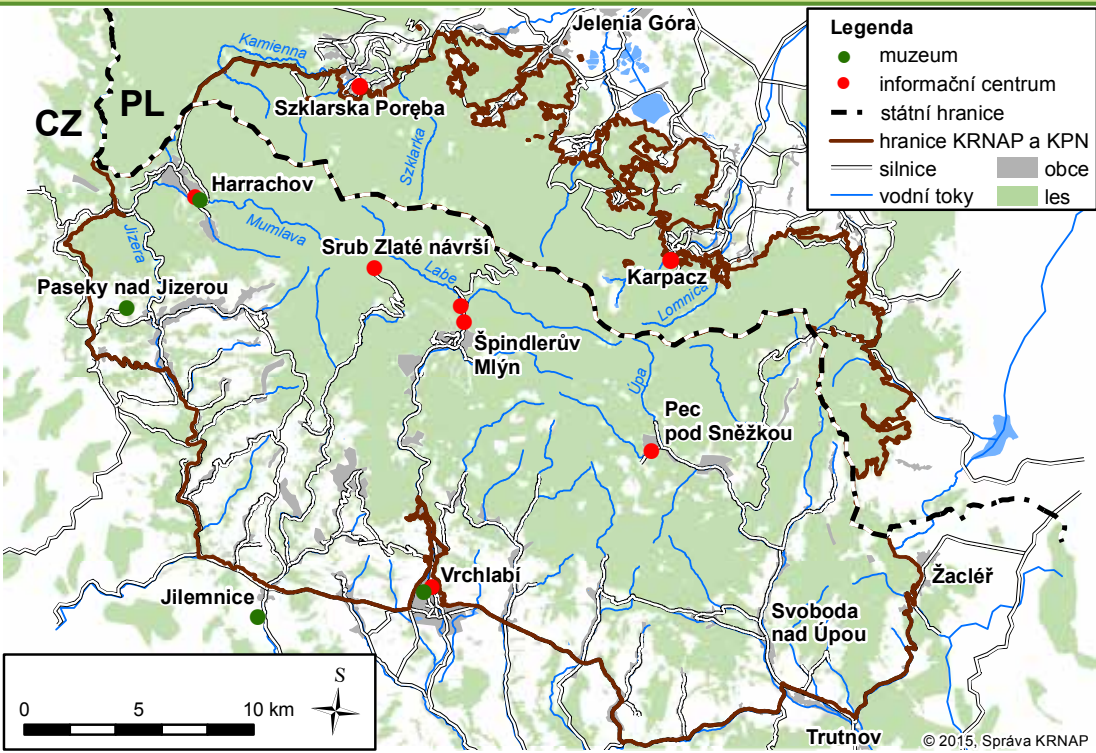 Jelenia Góra
Kamienna
CZ
PL
Szklarska Poręba
Szklarka
Harrachov
Mumlava
Jizera
Srub Zlaté návrší
Labe
Karpacz
Lomnica
Paseky nad Jizerou
Špindlerův
Mlýn
Úpa
Pec
pod Sněžkou
Vrchlabí
Jilemnice
Žacléř
Svoboda
nad Úpou
Trutnov
Legenda
muzeum
informační centrum
státní hranice
hranice KRNAP a KPN
silnice
obce
vodní toky
les
S
0 5 10 km
© 2015, Správa KRNAP